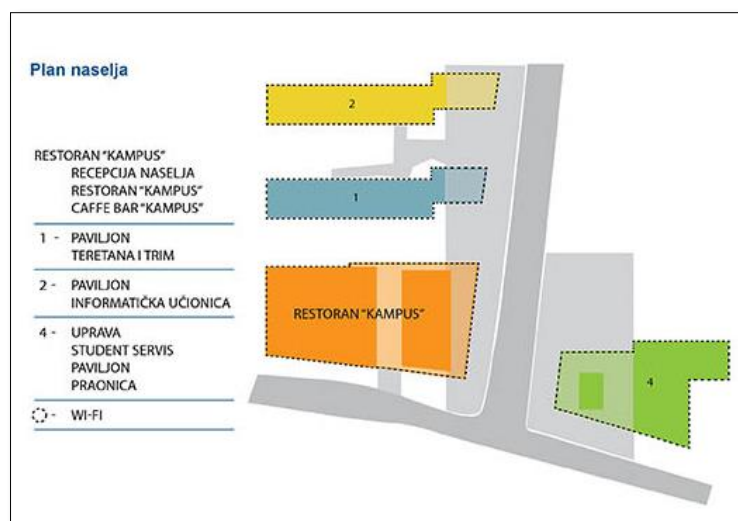 Plan naselja
RESTORAN "KAMPUS"
RECEPCIJA NASELJA
RESTORAN "KAMPUS"
CAFFE BAR "KAMPUS"
1 - PAVILJON
TERETANA I TRIM
2 - PAVILJON
INFORMATIČKA UČIONICA
4 - UPRAVA
STUDENT SERVIS
PAVILJON
PRAONICA
- WI-FI
2
1
RESTORAN "KAMPUS"
4